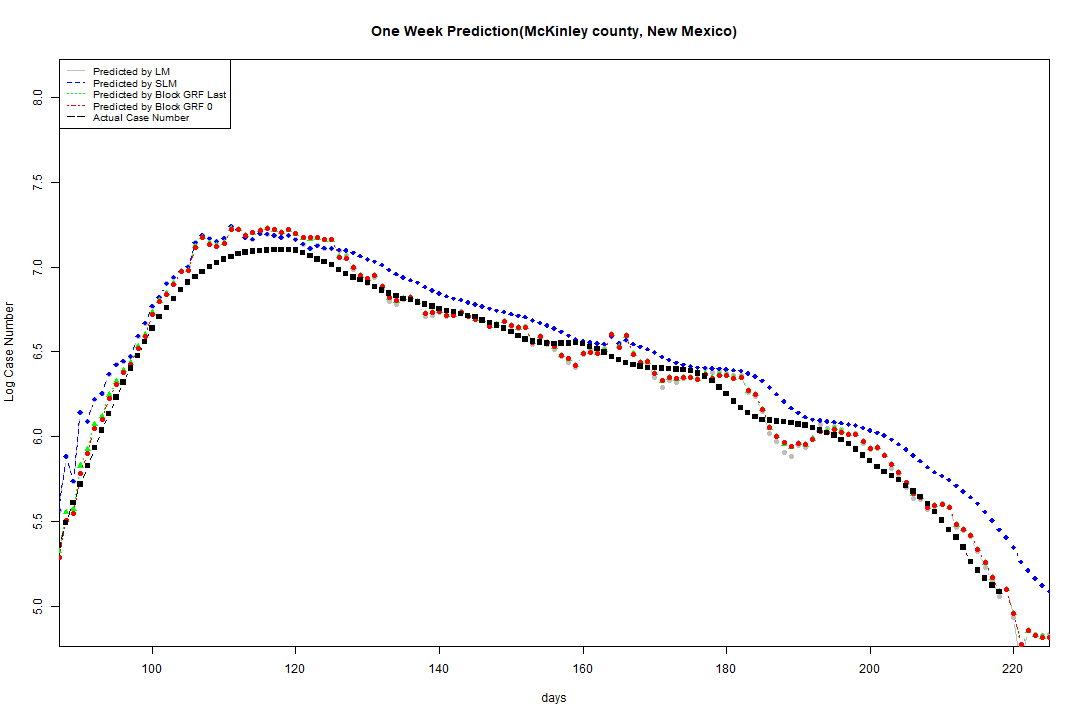 One Week Prediction(McKinley county, New Mexico)
Predicted by LM
Predicted by SLM
Predicted by Block GRF Last
Predicted by Block GRF 0
Actual Case Number
8.0
7.5
7.0
6.5
6.0
5.5
5.0
Log Case Number
100 120 140 160 180 200 220
days